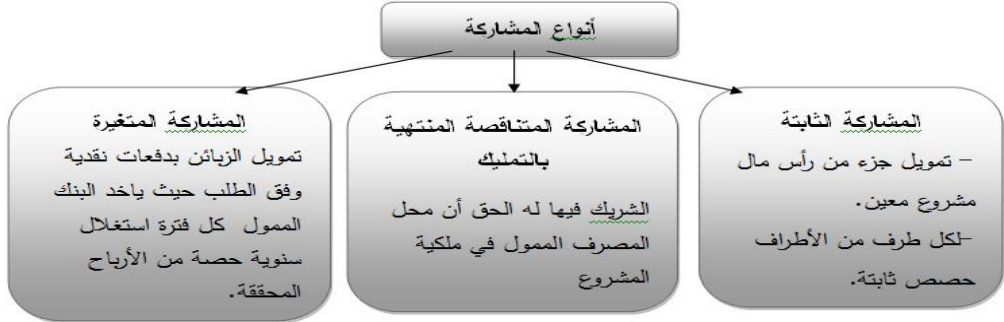 أنواع المشاركة
المشاركة الثابتة
– تمويل جزء من رأس مال
مشروع معين.
–لكل طرف من الأطراف
حصص ثابتة.
المشاركة المتناقصة المنتهية
بالتمليك
الشريك فيها له الحق أن محل
المصرف الممول في ملكية
المشروع
المشاركة المتغيرة
تمويل الزبائن بدفعات نقدية
وفق الطلب حيث ياخد البنك
الممول كل فترة استغلال
سنوية حصة من الأرباح
المحققة.